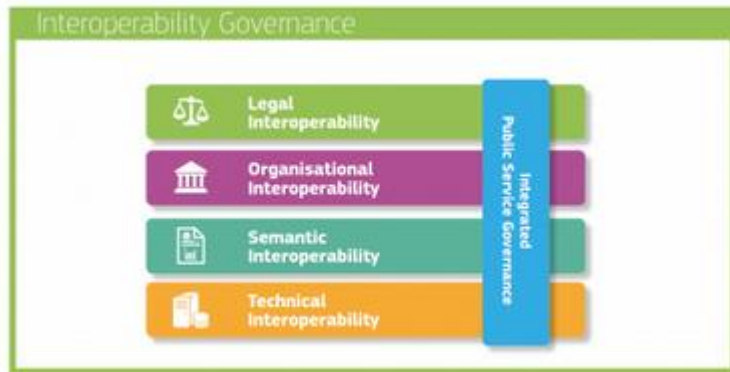 Interoperability Governance
Legal
Interoperability
Organisational
Interoperability
Semantic
Interoperability
Technical
Interoperability
Integrated
Public Service Governance